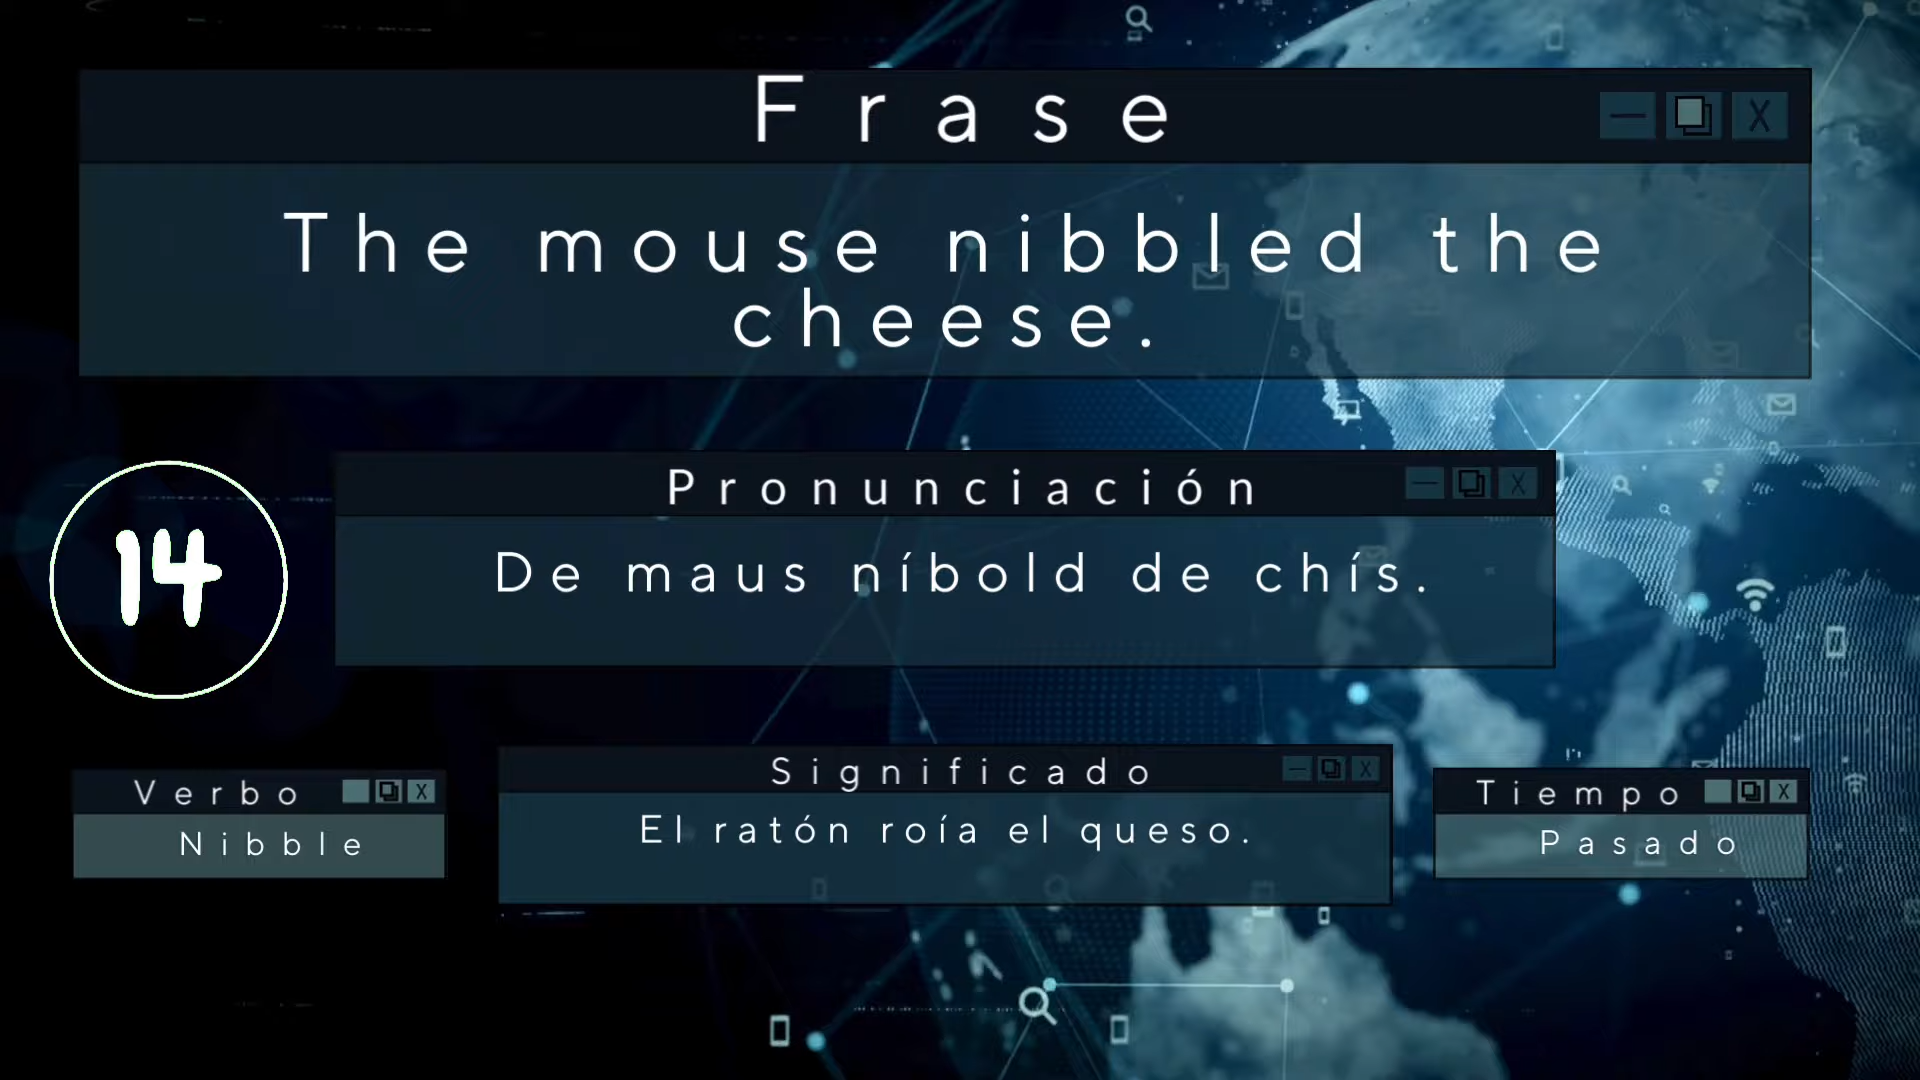 Frase
The mouse nibbled the
cheese.
14
Pronunciación
De maus níbold de chís.
Verbo
Nibble
Significado
El ratón roía el queso.
Tiempo
Pasado